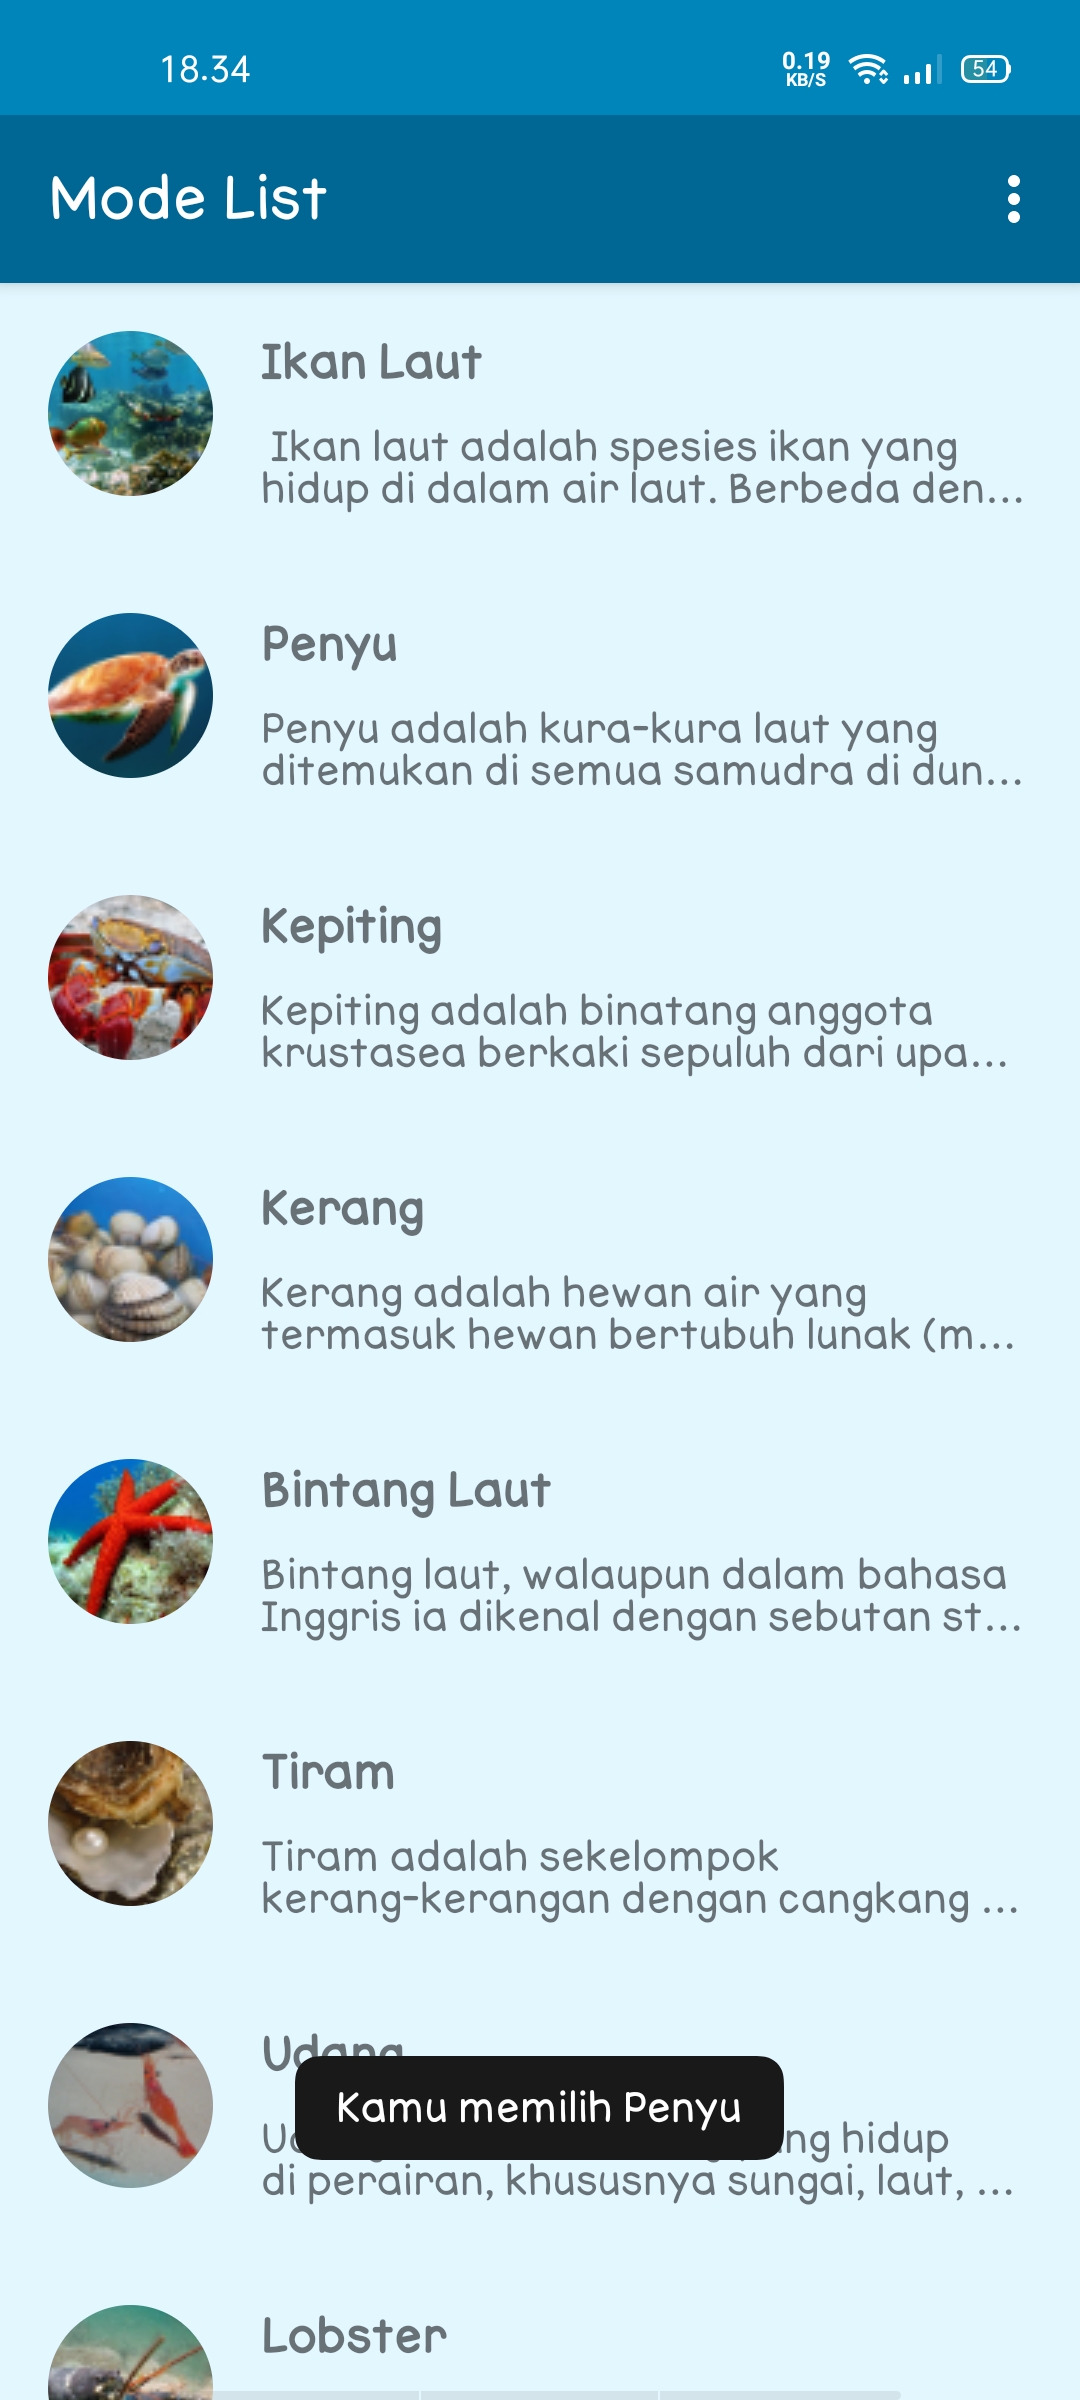 18.34
0.19
KB/S
54
Mode List
Ikan Laut
Ikan laut adalah spesies ikan yang
hidup di dalam air laut. Berbeda den...
Penyu
Penyu adalah kura-kura laut yang
ditemukan di semua samudra di dun...
Kepiting
Kepiting adalah binatang anggota
krustasea berkaki sepuluh dari upa...
Kerang
Kerang adalah hewan air yang
termasuk hewan bertubuh lunak (m...
Bintang Laut
Bintang laut, walaupun dalam bahasa
Inggris ia dikenal dengan sebutan st...
Tiram
Tiram adalah sekelompok
kerang-kerangan dengan cangkang ...
Udang
Kamu memilih Penyu
hidup
di perairan, khususnya sungai, laut, ...
Lobster